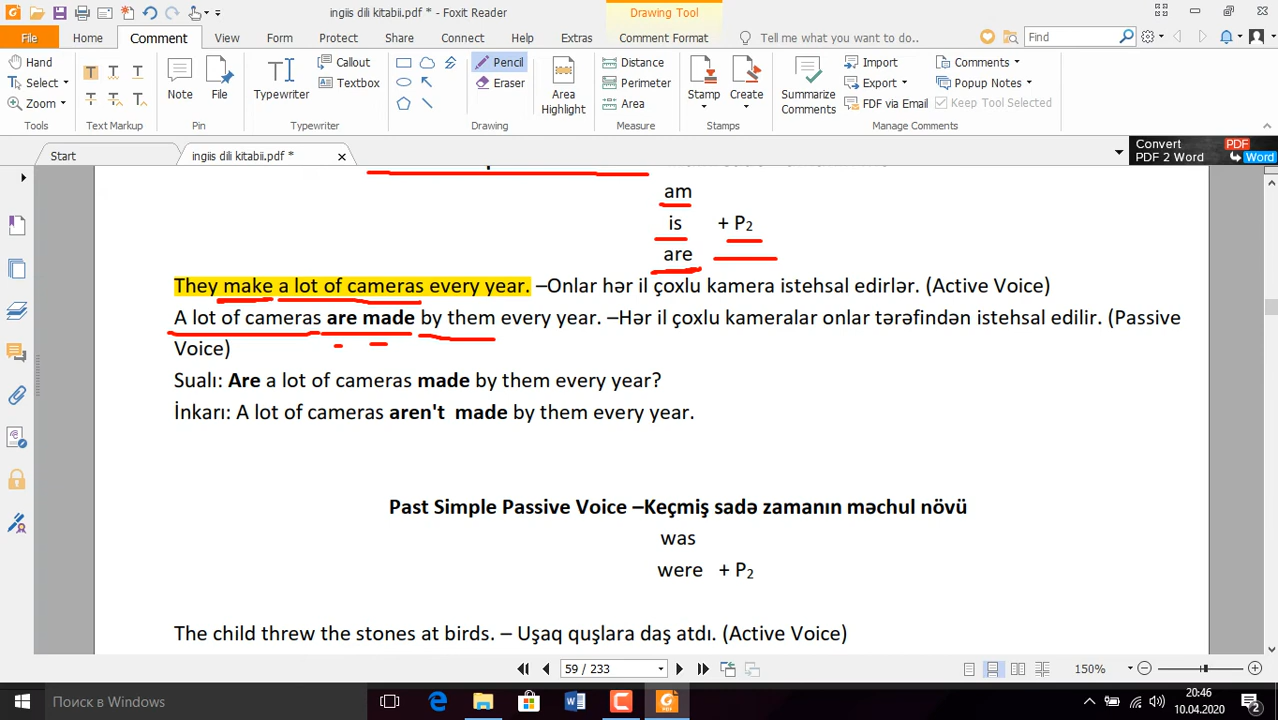 ingiis dili kitabii.pdf * - Foxit Reader
Drawing Tool
File Home Comment View Form Protect Share Connect Help Extras Comment Format Tell me what you want to do.. Find
Hand
Select
Zoom
Tools
Text Markup
Note
File
Pin
Typewriter
Callout
Textbox
Typewriter
Pencil
Eraser
Area Highlight
Drawing
Distance
Perimeter
Area
Measure
Stamp
Create
Stamps
Summarize Comments
Import
Export
FDF via Email
Comments
Popup Notes
Keep Tool Selected
Manage Comments
Start
ingiis dili kitabii.pdf *
Convert PDF
PDF 2 Word Word
am
is + P2
are
They make a lot of cameras every year. –Onlar hər il çoxlu kamera istehsal edirlər. (Active Voice)
A lot of cameras are made by them every year. –Hər il çoxlu kameralar onlar tərəfindən istehsal edilir. (Passive
Voice)
Sualı: Are a lot of cameras made by them every year?
İnkarı: A lot of cameras aren't made by them every year.
Past Simple Passive Voice –Keçmiş sadə zamanın məchul növü
was
were + P2
The child threw the stones at birds. – Uşaq quşlara daş atdı. (Active Voice)
59 / 233
150%
Поиск в Windows
20:46
10.04.2020
2